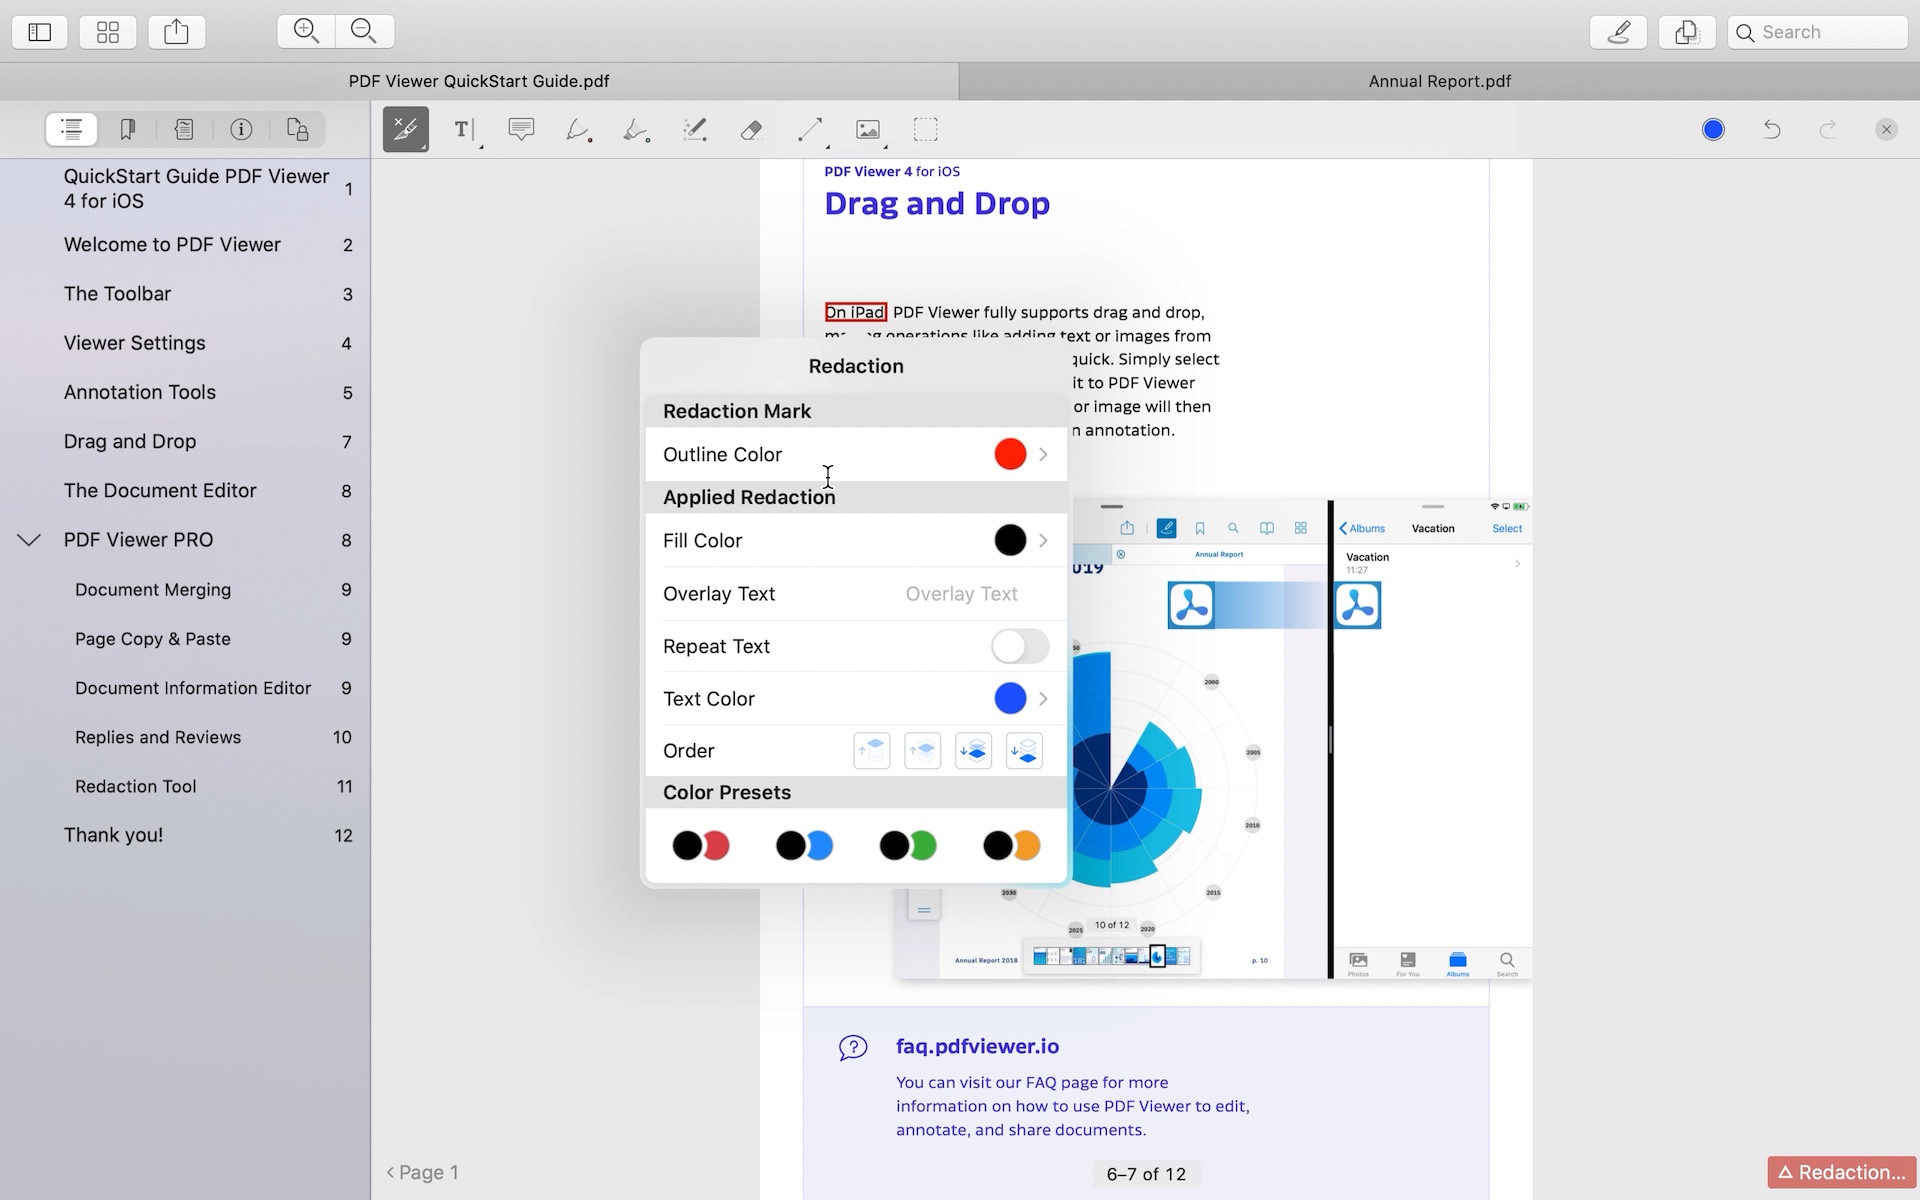 Search
PDF Viewer QuickStart Guide.pdf
Annual Report.pdf
T
QuickStart Guide PDF Viewer
4 for iOS
1
Welcome to PDF Viewer 2
The Toolbar 3
Viewer Settings 4
Annotation Tools 5
Drag and Drop 7
The Document Editor 8
PDF Viewer PRO 8
Document Merging 9
Page Copy & Paste 9
Document Information Editor 9
Replies and Reviews 10
Redaction Tool 11
Thank you! 12
PDF Viewer 4 for iOS
Drag and Drop
On iPad, PDF Viewer fully supports drag and drop,
operations like adding text or images from
quick. Simply select
it to PDF Viewer
or image will then
annotation.
Redaction
Redaction Mark
Outline Color
Applied Redaction
Fill Color
Overlay Text Overlay Text
Repeat Text
Text Color
Order
Color Presets
Albums Vacation Select
Annual Report
Vacation
11:27
2019
2000
2005
2010
2015
2020
2025
2030
10 of 12
Annual Report 2018
p. 10
Photos For You Albums Search
faq.pdfviewer.io
You can visit our FAQ page for more
information on how to use PDF Viewer to edit,
annotate, and share documents.
< Page 1
6–7 of 12
Redaction...